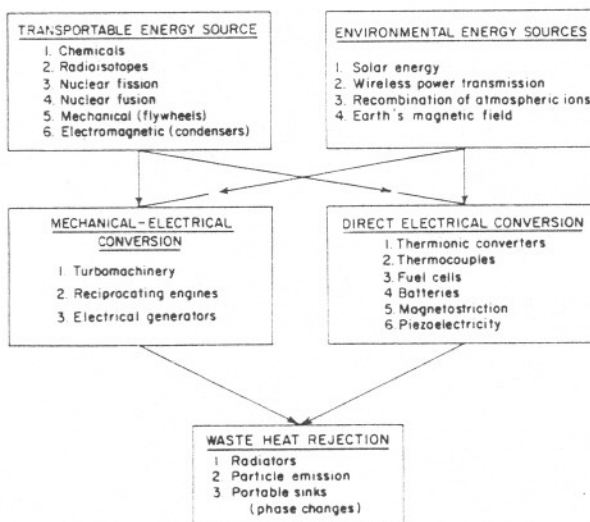 TRANSPORTABLE ENERGY SOURCE
1. Chemicals
2. Radioisotopes
3. Nuclear fission
4. Nuclear fusion
5. Mechanical (flywheels)
6. Electromagnetic (condensers)
ENVIRONMENTAL ENERGY SOURCES
1. Solar energy
2. Wireless power transmission
3. Recombination of atmospheric ions
4. Earth's magnetic field
MECHANICAL-ELECTRICAL
CONVERSION
1. Turbomachinery
2. Reciprocating engines
3. Electrical generators
DIRECT ELECTRICAL CONVERSION
1. Thermionic converters
2. Thermocouples
3. Fuel cells
4 Batteries
5. Magnetostriction
6. Piezoelectricity
WASTE HEAT REJECTION
1 Radiators
2 Particle emission
3 Portable sinks
(phase changes)